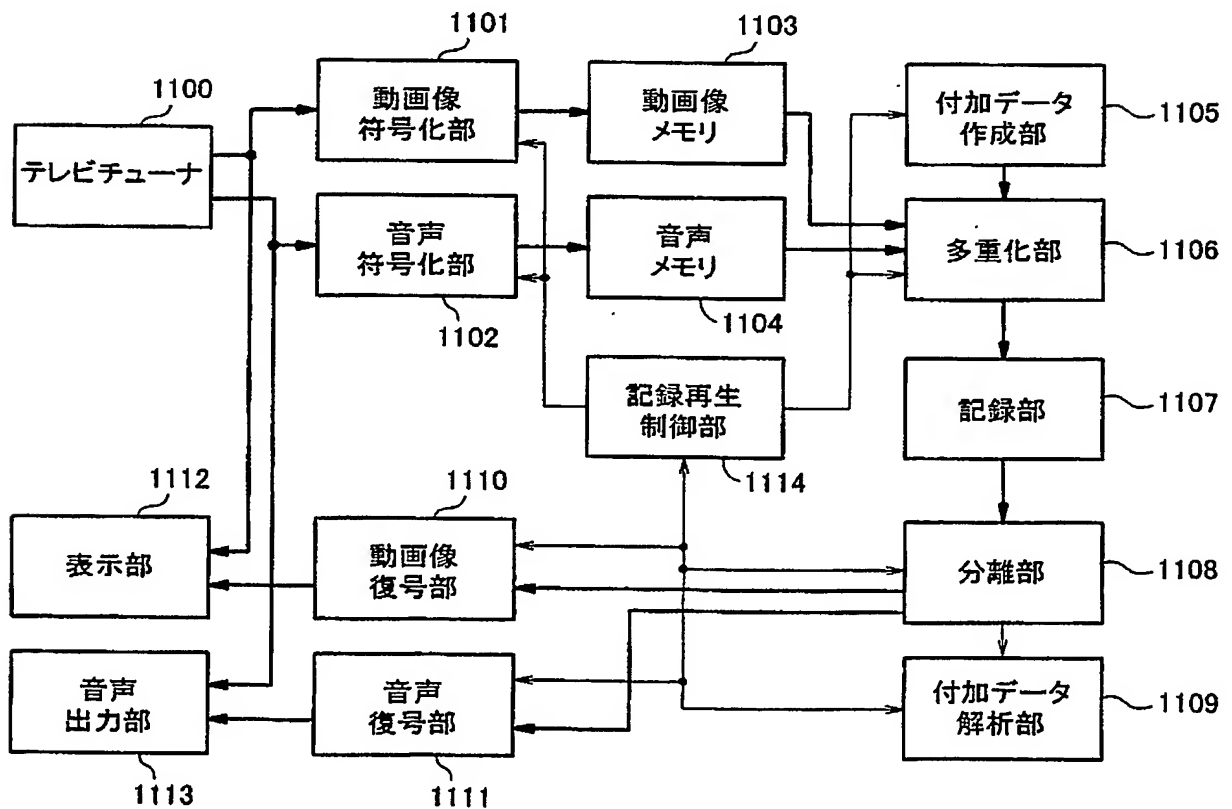 1100
テレビチューナ
1101
動画像
符号化部
1103
動画像
メモリ
付加データ
作成部
1105
音声
符号化部
1102
音声
メモリ
1104
多重化部
1106
記録再生
制御部
1114
記録部
1107
1112
表示部
1110
動画像
復号部
分離部
1108
音声
出力部
1113
音声
復号部
1111
付加データ
解析部
1109